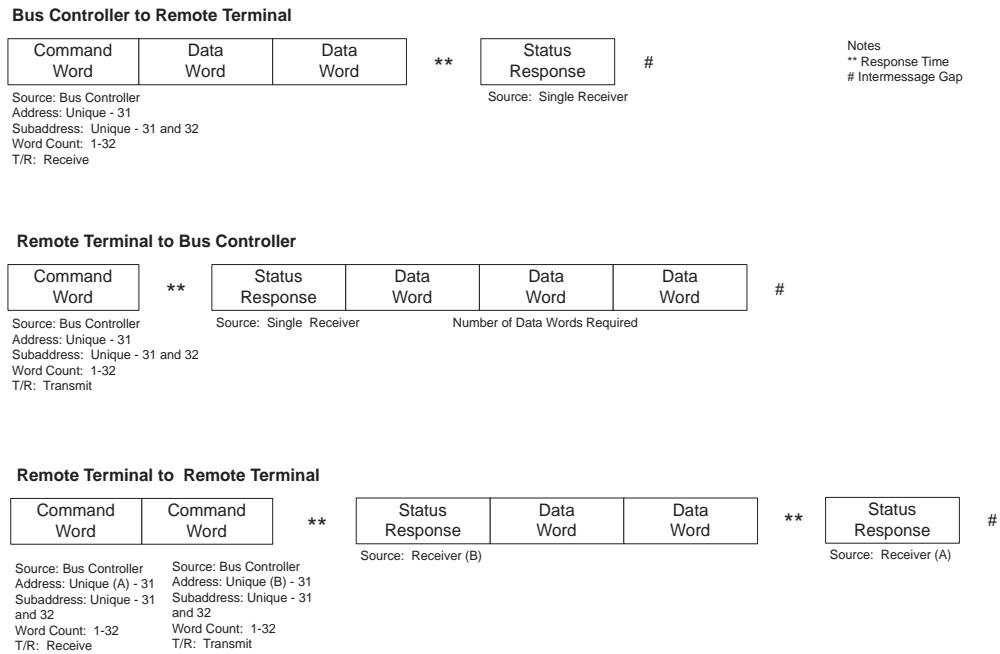 Bus Controller to Remote Terminal
Command Word
Data Word
Data Word
**
Status Response
#
Notes
** Response Time
# Intermessage Gap
Source: Bus Controller
Address: Unique - 31
Subaddress: Unique - 31 and 32
Word Count: 1-32
T/R: Receive
Source: Single Receiver
Remote Terminal to Bus Controller
Command Word
**
Status Response
Data Word
Data Word
Data Word
#
Source: Bus Controller
Address: Unique - 31
Subaddress: Unique - 31 and 32
Word Count: 1-32
T/R: Transmit
Source: Single Receiver
Number of Data Words Required
Remote Terminal to Remote Terminal
Command Word
Command Word
**
Status Response
Data Word
Data Word
**
Status Response
#
Source: Bus Controller
Address: Unique (A) - 31
Subaddress: Unique - 31
and 32
Word Count: 1-32
T/R: Receive
Source: Bus Controller
Address: Unique (B) - 31
Subaddress: Unique - 31
and 32
Word Count: 1-32
T/R: Transmit
Source: Receiver (B)
Source: Receiver (A)